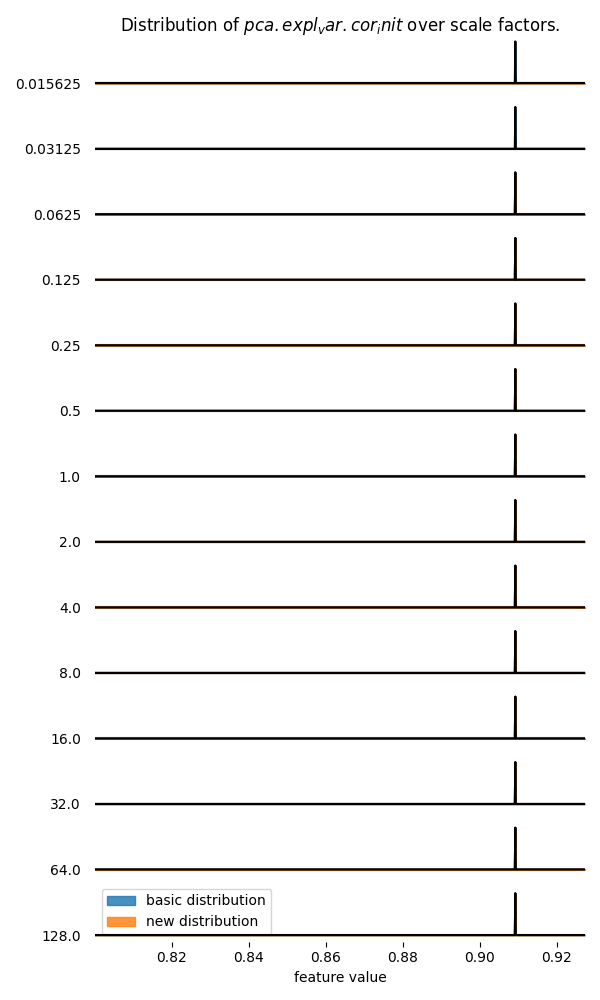 Distribution of pca.expl_var.cor_init over scale factors.
0.015625
0.03125
0.0625
0.125
0.25
0.5
1.0
2.0
4.0
8.0
16.0
32.0
64.0
basic distribution
new distribution
128.0
0.82 0.84 0.86 0.88 0.90 0.92
feature value